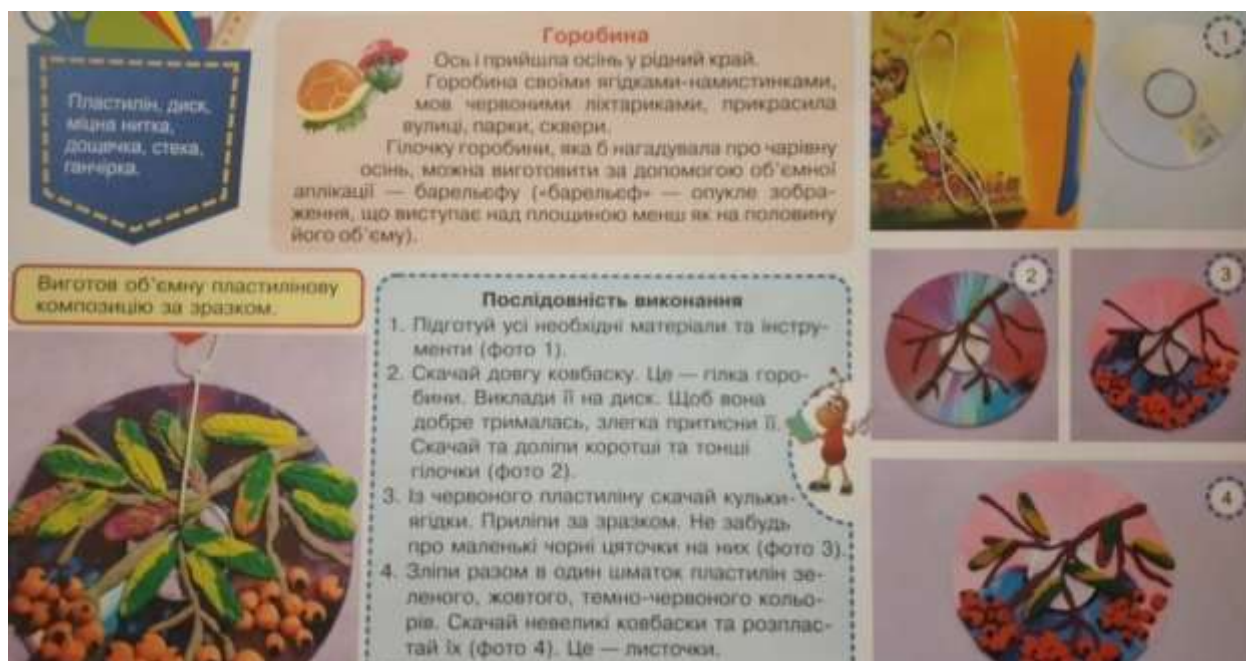 Пластилін, диск,
міцна нитка,
дощечка, стека,
ганчірка.
Горобина
Ось і прийшла осінь у рідний край.
Горобина своїми ягідками-намистинками,
мов червоними ліхтариками, прикрасила
вулиці, парки, сквери.
Гілочку горобини, яка б нагадувала про чарівну
осінь, можна виготовити за допомогою об'ємної
аплікації — барельєфу («барельєф» — опукле зобра-
ження, що виступає над площиною менш як на половину
його об'єму).
Виготов об'ємну пластилінову
композицію за зразком.
Послідовність виконання
1. Підготуй усі необхідні матеріали та інстру-
менти (фото 1).
2. Скачай довгу ковбаску. Це — гілка горо-
бини. Виклади її на диск. Щоб вона
добре трималась, злегка притисни її.
Скачай та доліпи коротші та тонші
гілочки (фото 2).
3. Із червоного пластиліну скачай кульки-
ягідки. Приліпи за зразком. Не забудь
про маленькі чорні цяточки на них (фото 3).
4. Зліпи разом в один шматок пластилін зе-
леного, жовтого, темно-червоного кольо-
рів. Скачай невеликі ковбаски та розплас-
тай їх (фото 4). Це — листочки.
1
2
3
4